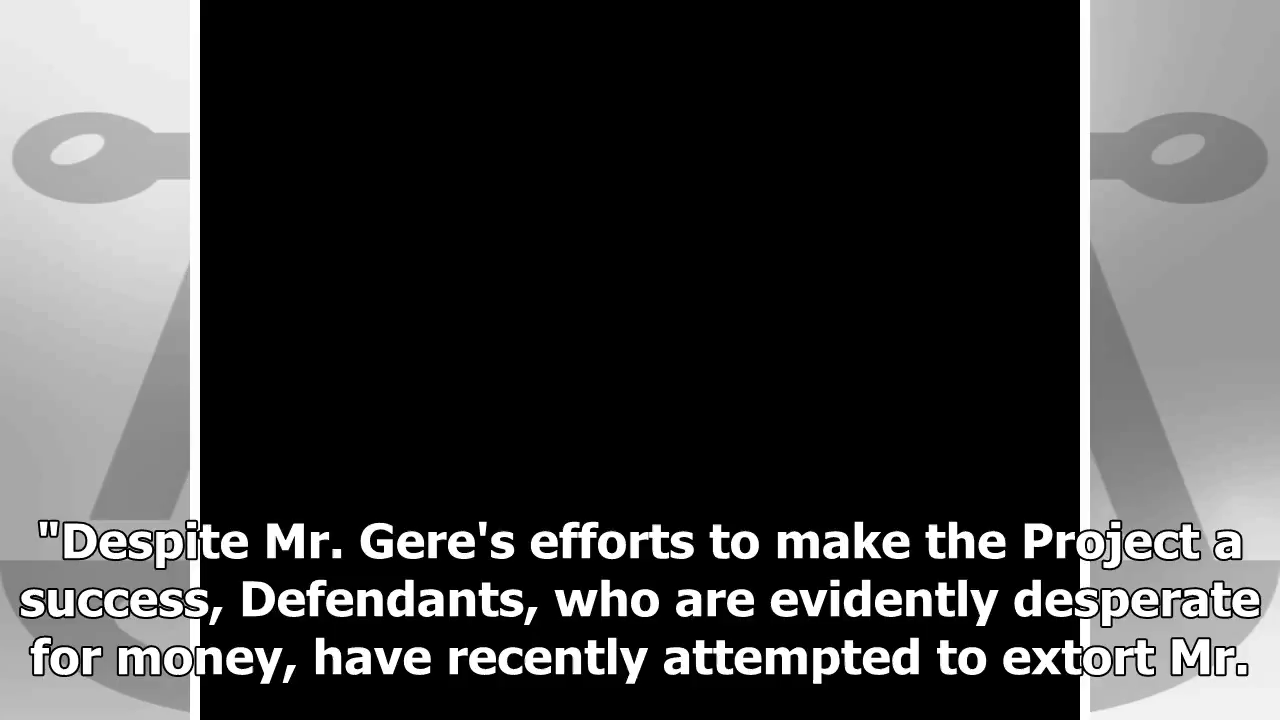 "Despite Mr. Gere's efforts to make the Project a
success, Defendants, who are evidently desperate
for money, have recently attempted to extort Mr.